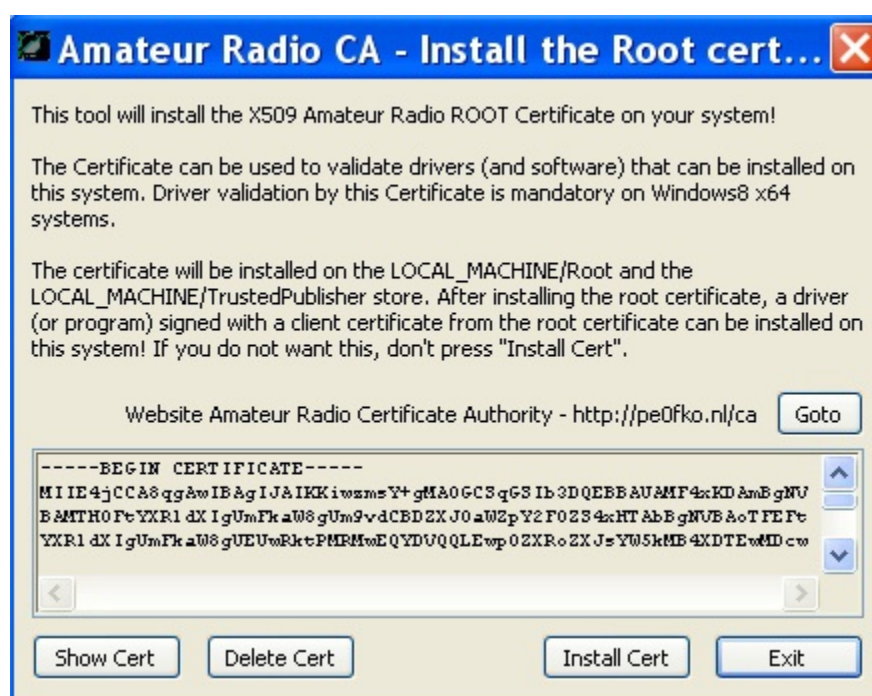 Amateur Radio CA - Install the Root cert...
This tool will install the X509 Amateur Radio ROOT Certificate on your system!
The Certificate can be used to validate drivers (and software) that can be installed on
this system. Driver validation by this Certificate is mandatory on Windows8 x64
systems.
The certificate will be installed on the LOCAL_MACHINE/Root and the
LOCAL_MACHINE/TrustedPublisher store. After installing the root certificate, a driver
(or program) signed with a client certificate from the root certificate can be installed on
this system! If you do not want this, don't press "Install Cert".
Website Amateur Radio Certificate Authority - http://pe0fko.nl/ca Goto
-----BEGIN CERTIFICATE-----
MIIE4jCCA8qgAwIBAgIJAIKKiwzmsY+gMA0GCSqGSIb3DQEBBAUAMF4xKDAmBgNV
BAMTH0FtYXRldXIgUmFkaW8gUm9vdCBDZXJ0aWZpY2F0ZS4xHTAbBgNVBAoTFEFt
YXRldXIgUmFkaW8gUEUwRktPMRMwEQYDVQQLEwpOZXRoZXJsYW5kMB4XDTEwMDcw
Show Cert Delete Cert Install Cert Exit